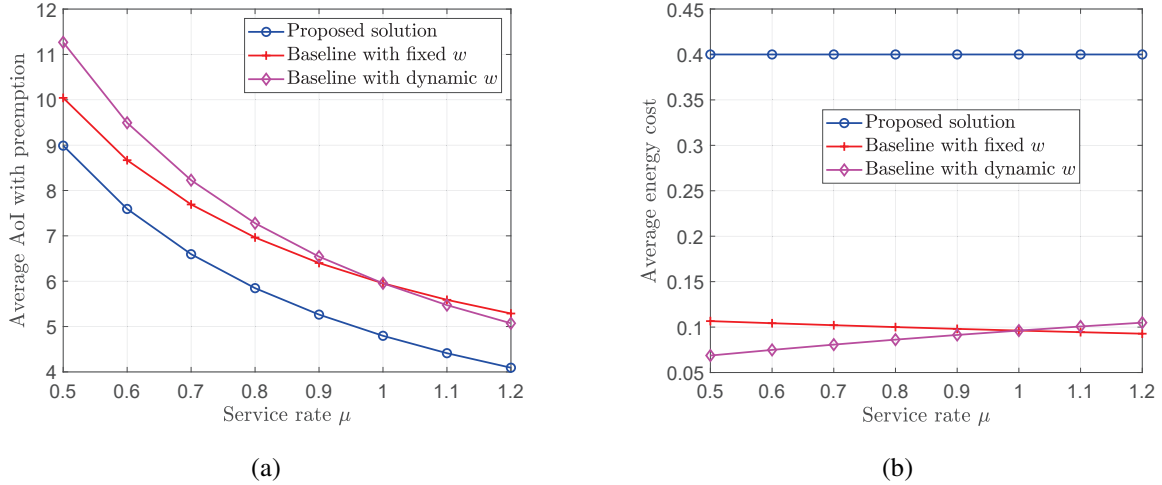 12
11
10
9
8
7
6
5
4
Average AoI with preemption
Proposed solution
Baseline with fixed w
Baseline with dynamic w
0.5 0.6 0.7 0.8 0.9 1 1.1 1.2
Service rate μ
(a)
0.45
0.4
0.35
0.3
0.25
0.2
0.15
0.1
0.05
Average energy cost
Proposed solution
Baseline with fixed w
Baseline with dynamic w
0.5 0.6 0.7 0.8 0.9 1 1.1 1.2
Service rate μ
(b)